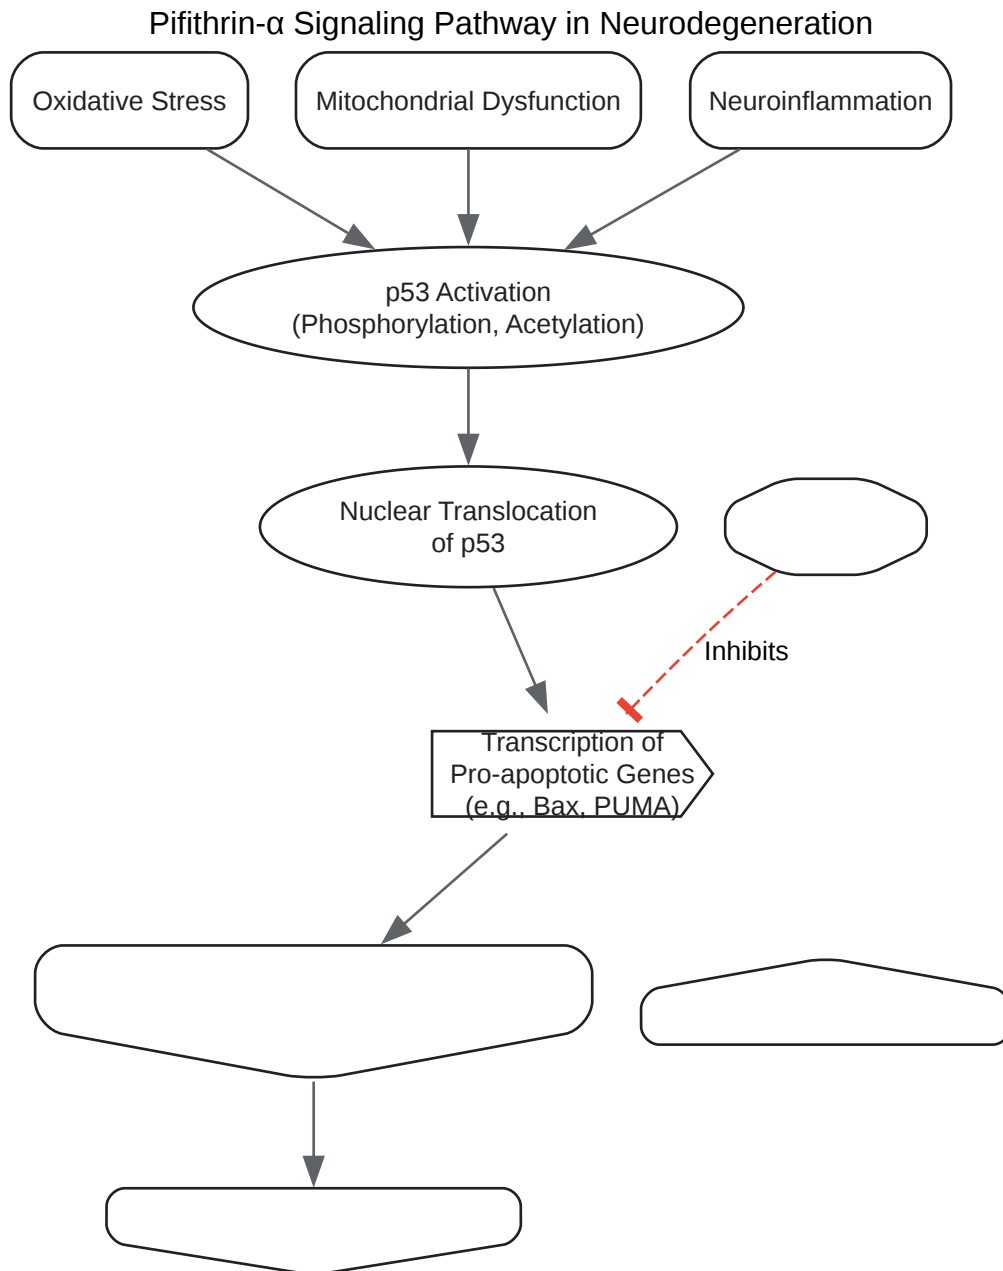 Pifithrin-α Signaling Pathway in Neurodegeneration
Oxidative Stress
Mitochondrial Dysfunction
Neuroinflammation
p53 Activation
(Phosphorylation, Acetylation)
Nuclear Translocation
of p53
Inhibits
Transcription of
Pro-apoptotic Genes
(e.g., Bax, PUMA)